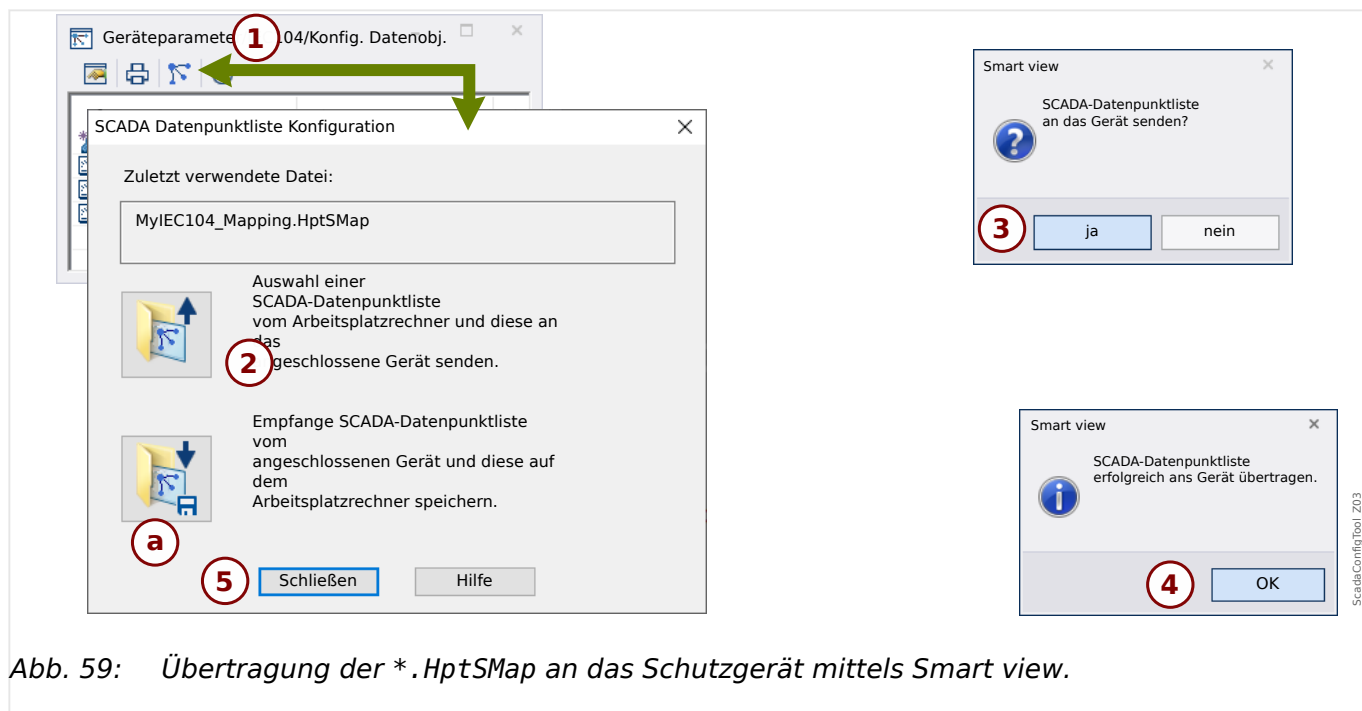 Geräteparamete
1
04/Konfig. Datenobj.
SCADA Datenpunktliste Konfiguration
Zuletzt verwendete Datei:
MyIEC104_Mapping.HptSMap
Auswahl einer
SCADA-Datenpunktliste
vom Arbeitsplatzrechner und diese an
das
2
geschlossene Gerät senden.
Empfange SCADA-Datenpunktliste
vom
angeschlossenen Gerät und diese auf
dem
Arbeitsplatzrechner speichern.
a
5
Schließen
Hilfe
Smart view
SCADA-Datenpunktliste
an das Gerät senden?
3
ja
nein
Smart view
SCADA-Datenpunktliste
erfolgreich ans Gerät übertragen.
4
OK
ScadaConfigTool_Z03
Abb. 59: Übertragung der *.HptSMap an das Schutzgerät mittels Smart view.